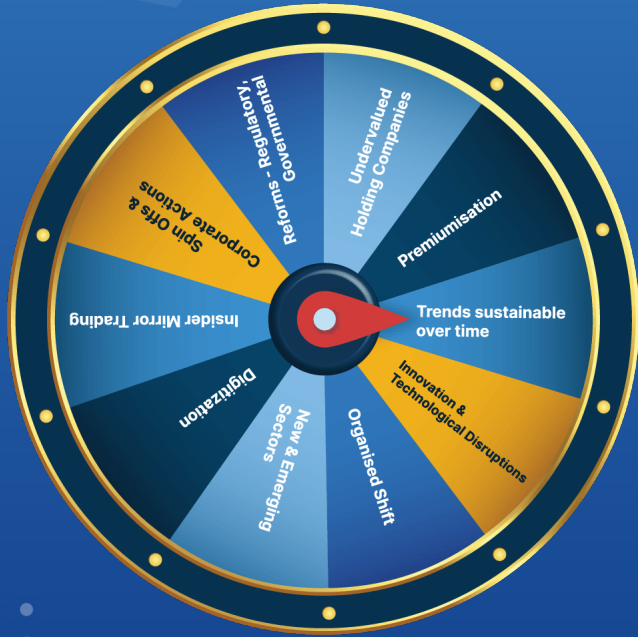 Undervalued
Holding Companies
Premiumisation
Trends sustainable
over time
Innovation &
Technological Disruptions
Organised Shift
New & Emerging
Sectors
Digitization
Insider Mirror Trading
Spin Offs &
Corporate Actions
Reforms - Regulatory,
Governmental